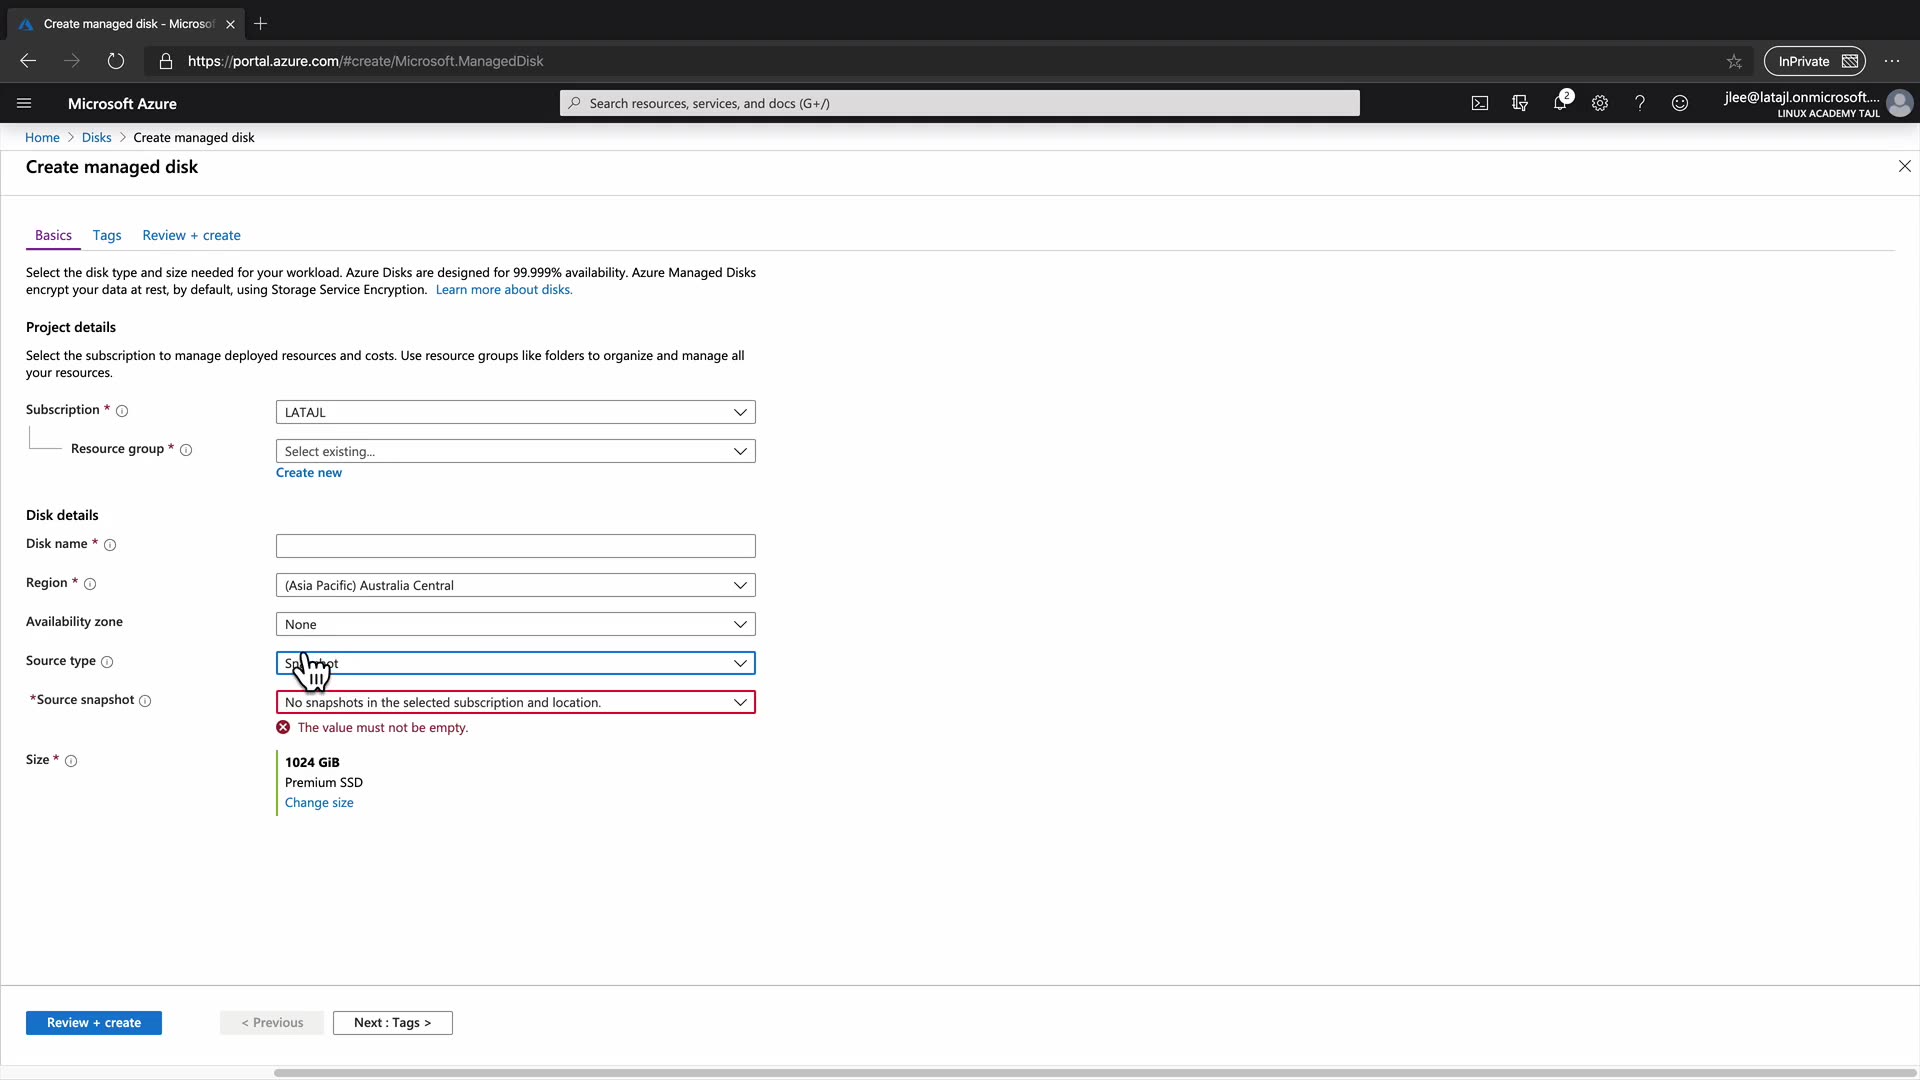 Create managed disk - Microsof
https://portal.azure.com/#create/Microsoft.ManagedDisk
InPrivate
Microsoft Azure
Search resources, services, and docs (G+/)
2
jlee@latajl.onmicrosoft....
LINUX ACADEMY TAJL
Home > Disks > Create managed disk
Create managed disk
Basics Tags Review + create
Select the disk type and size needed for your workload. Azure Disks are designed for 99.999% availability. Azure Managed Disks
encrypt your data at rest, by default, using Storage Service Encryption. Learn more about disks.
Project details
Select the subscription to manage deployed resources and costs. Use resource groups like folders to organize and manage all
your resources.
Subscription *
LATAJL
Resource group *
Select existing...
Create new
Disk details
Disk name *
Region *
(Asia Pacific) Australia Central
Availability zone
None
Source type
Snapshot
*Source snapshot
No snapshots in the selected subscription and location.
The value must not be empty.
Size *
1024 GiB
Premium SSD
Change size
Review + create
< Previous
Next : Tags >